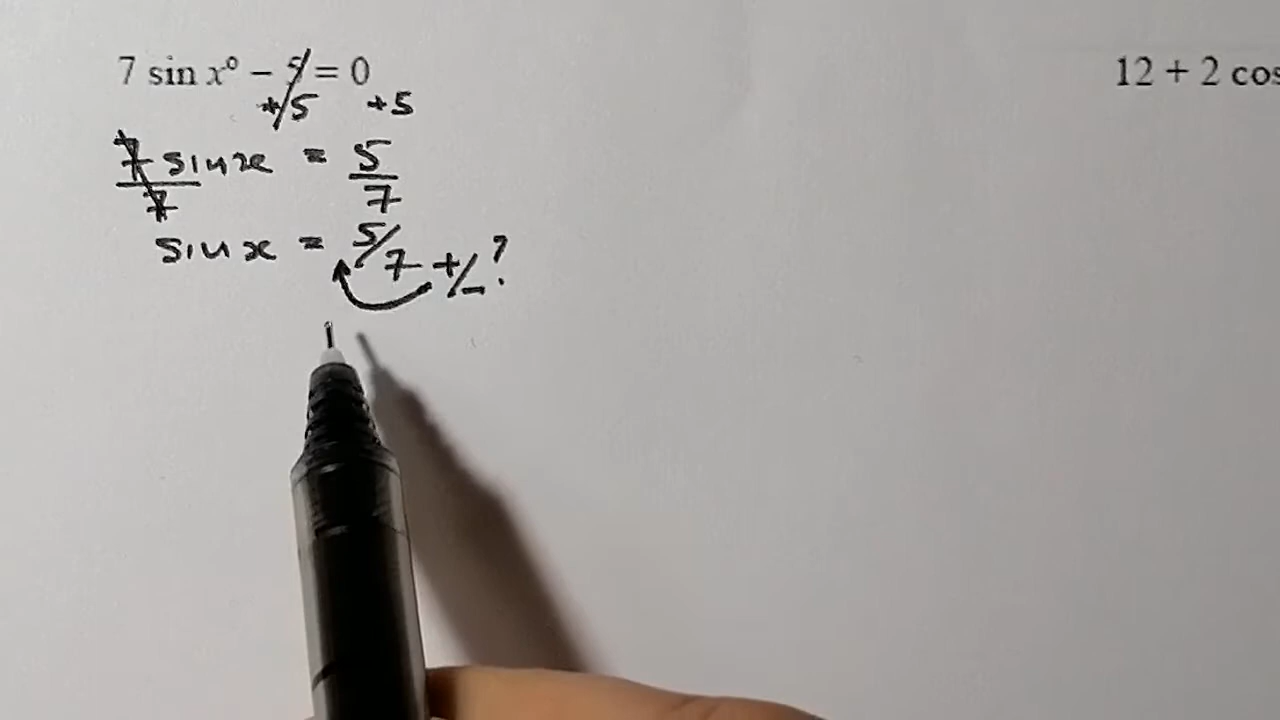 7 sin x° – 5 = 0
+5 +5
7 sin x = 5
7 7
sin x = 5/7 +/- ?
12 + 2 cos